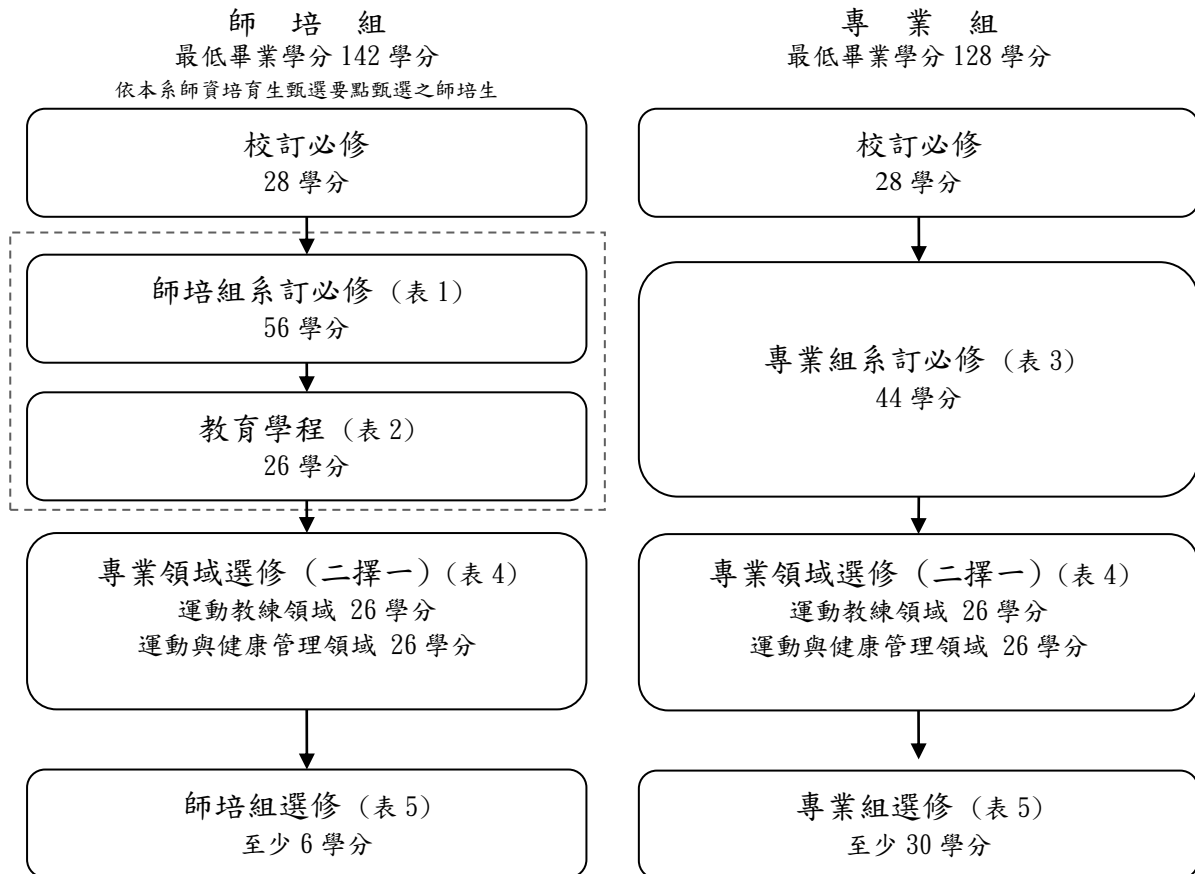 師 培 組
最低畢業學分 142 學分
依本系師資培育生甄選要點甄選之師培生
校訂必修
28 學分
師培組系訂必修（表 1）
56 學分
教育學程（表 2）
26 學分
專業領域選修（二擇一）（表 4）
運動教練領域 26 學分
運動與健康管理領域 26 學分
師培組選修（表 5）
至少 6 學分
專 業 組
最低畢業學分 128 學分
校訂必修
28 學分
專業組系訂必修（表 3）
44 學分
專業領域選修（二擇一）（表 4）
運動教練領域 26 學分
運動與健康管理領域 26 學分
專業組選修（表 5）
至少 30 學分